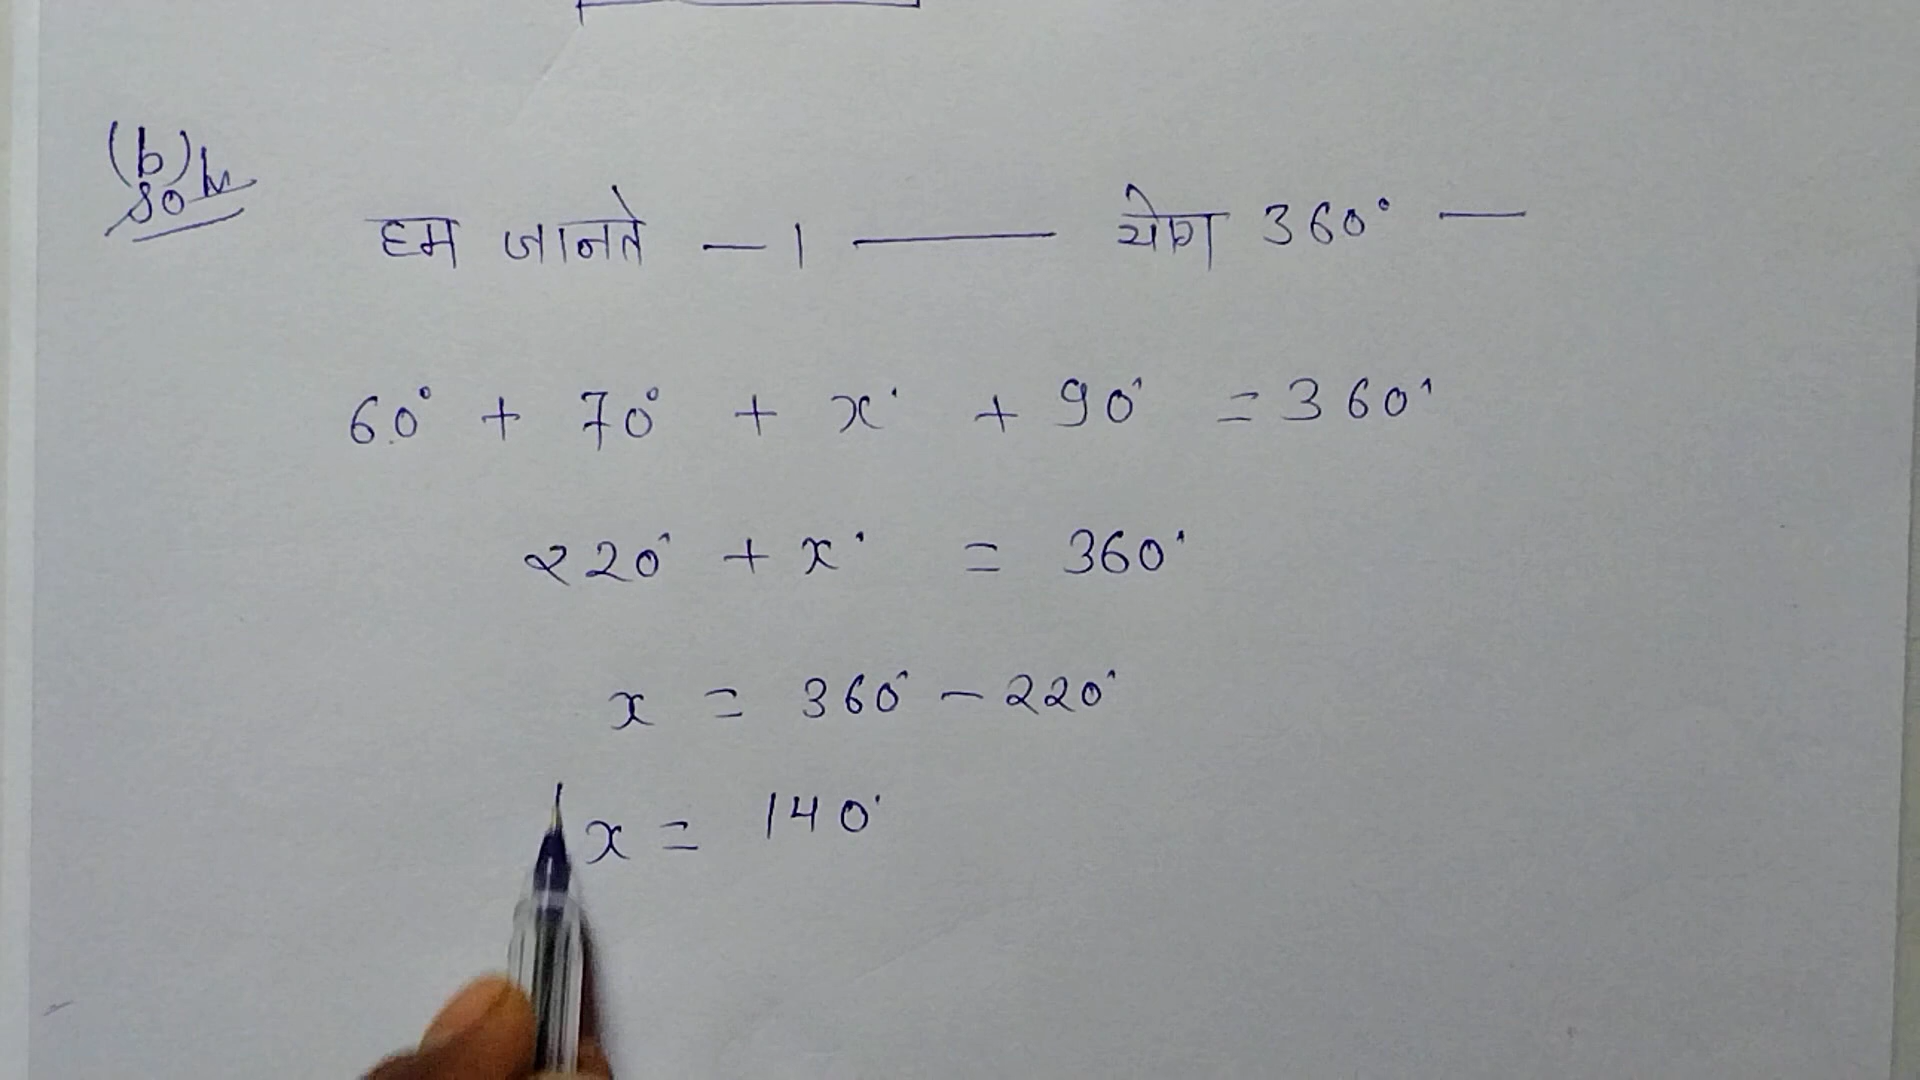 (b)
Soln
हम जानते — । ——— योग 360° —
60° + 70° + x° + 90° = 360°
220° + x° = 360°
x = 360° - 220°
x = 140°